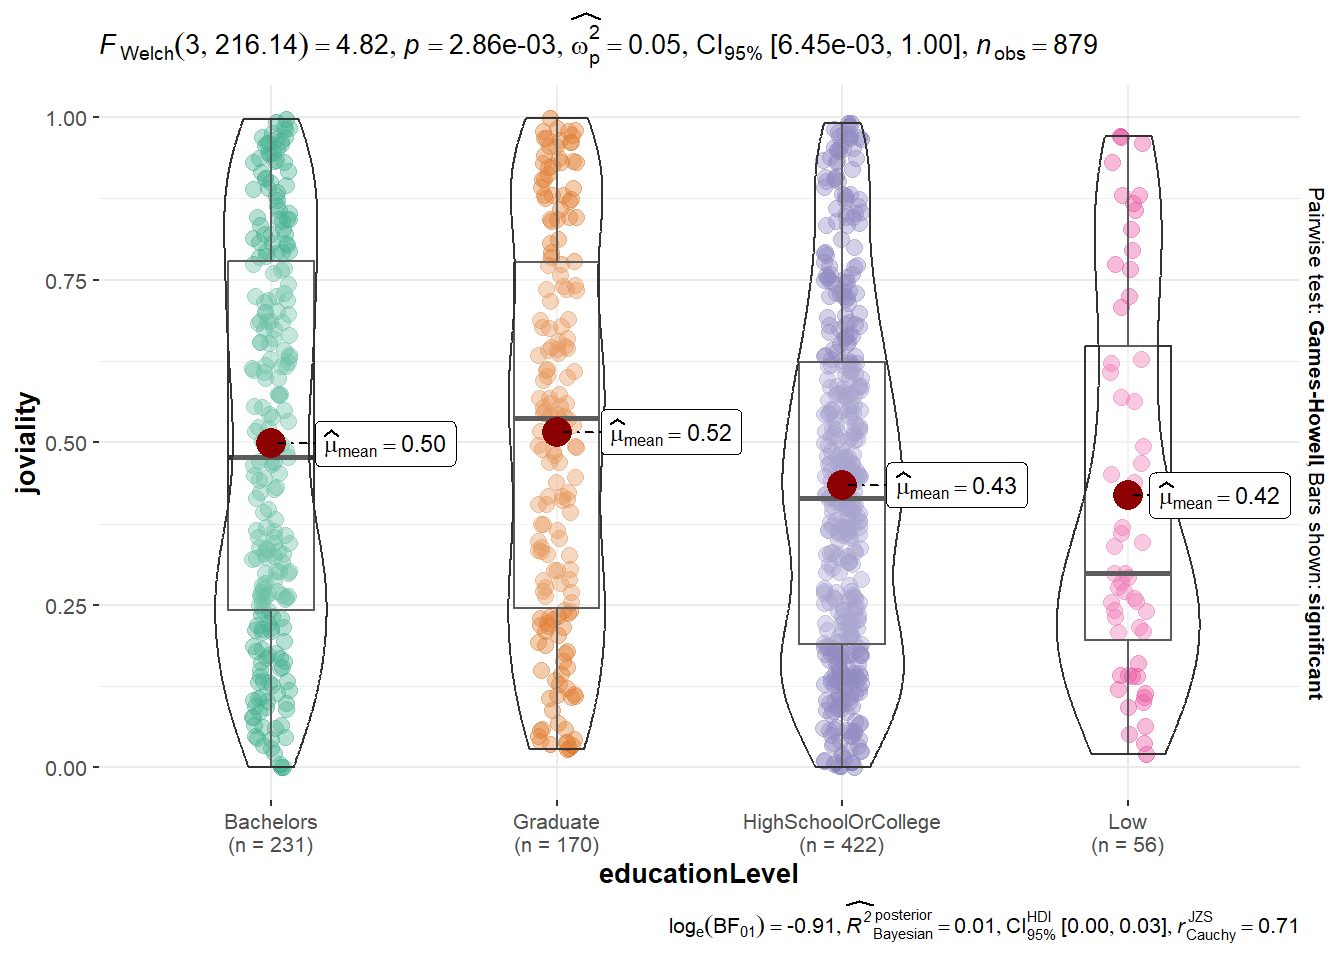 F Welch(3, 216.14) = 4.82, p = 2.86e-03, ω̂²p = 0.05, CI95% [6.45e-03, 1.00], nobs = 879
1.00
0.75
0.50
0.25
0.00
joviality
μ̂mean = 0.50
μ̂mean = 0.52
μ̂mean = 0.43
μ̂mean = 0.42
Pairwise test: Games-Howell, Bars shown: significant
Bachelors
(n = 231)
Graduate
(n = 170)
HighSchoolOrCollege
(n = 422)
Low
(n = 56)
educationLevel
loge(BF01) = -0.91, R̂² posterior Bayesian = 0.01, CI HDI 95% [0.00, 0.03], r JZS Cauchy = 0.71